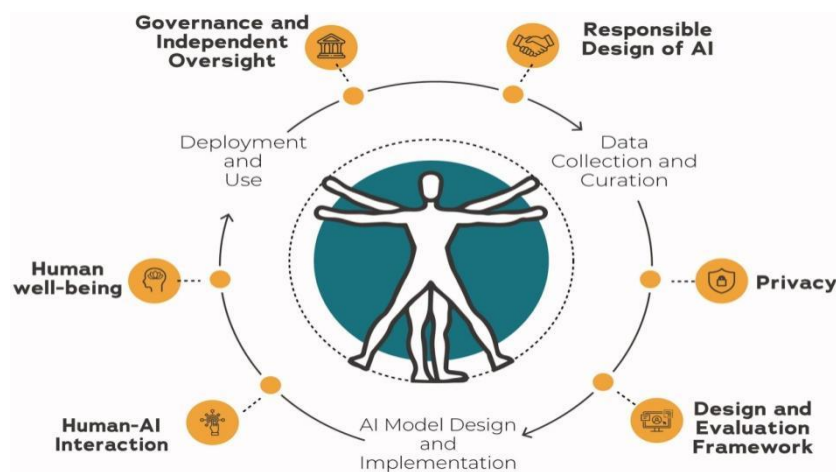 Governance and
Independent
Oversight
Responsible
Design of AI
Deployment
and
Use
Data
Collection and
Curation
Human
well-being
Privacy
Human-AI
Interaction
AI Model Design
and
Implementation
Design and
Evaluation
Framework